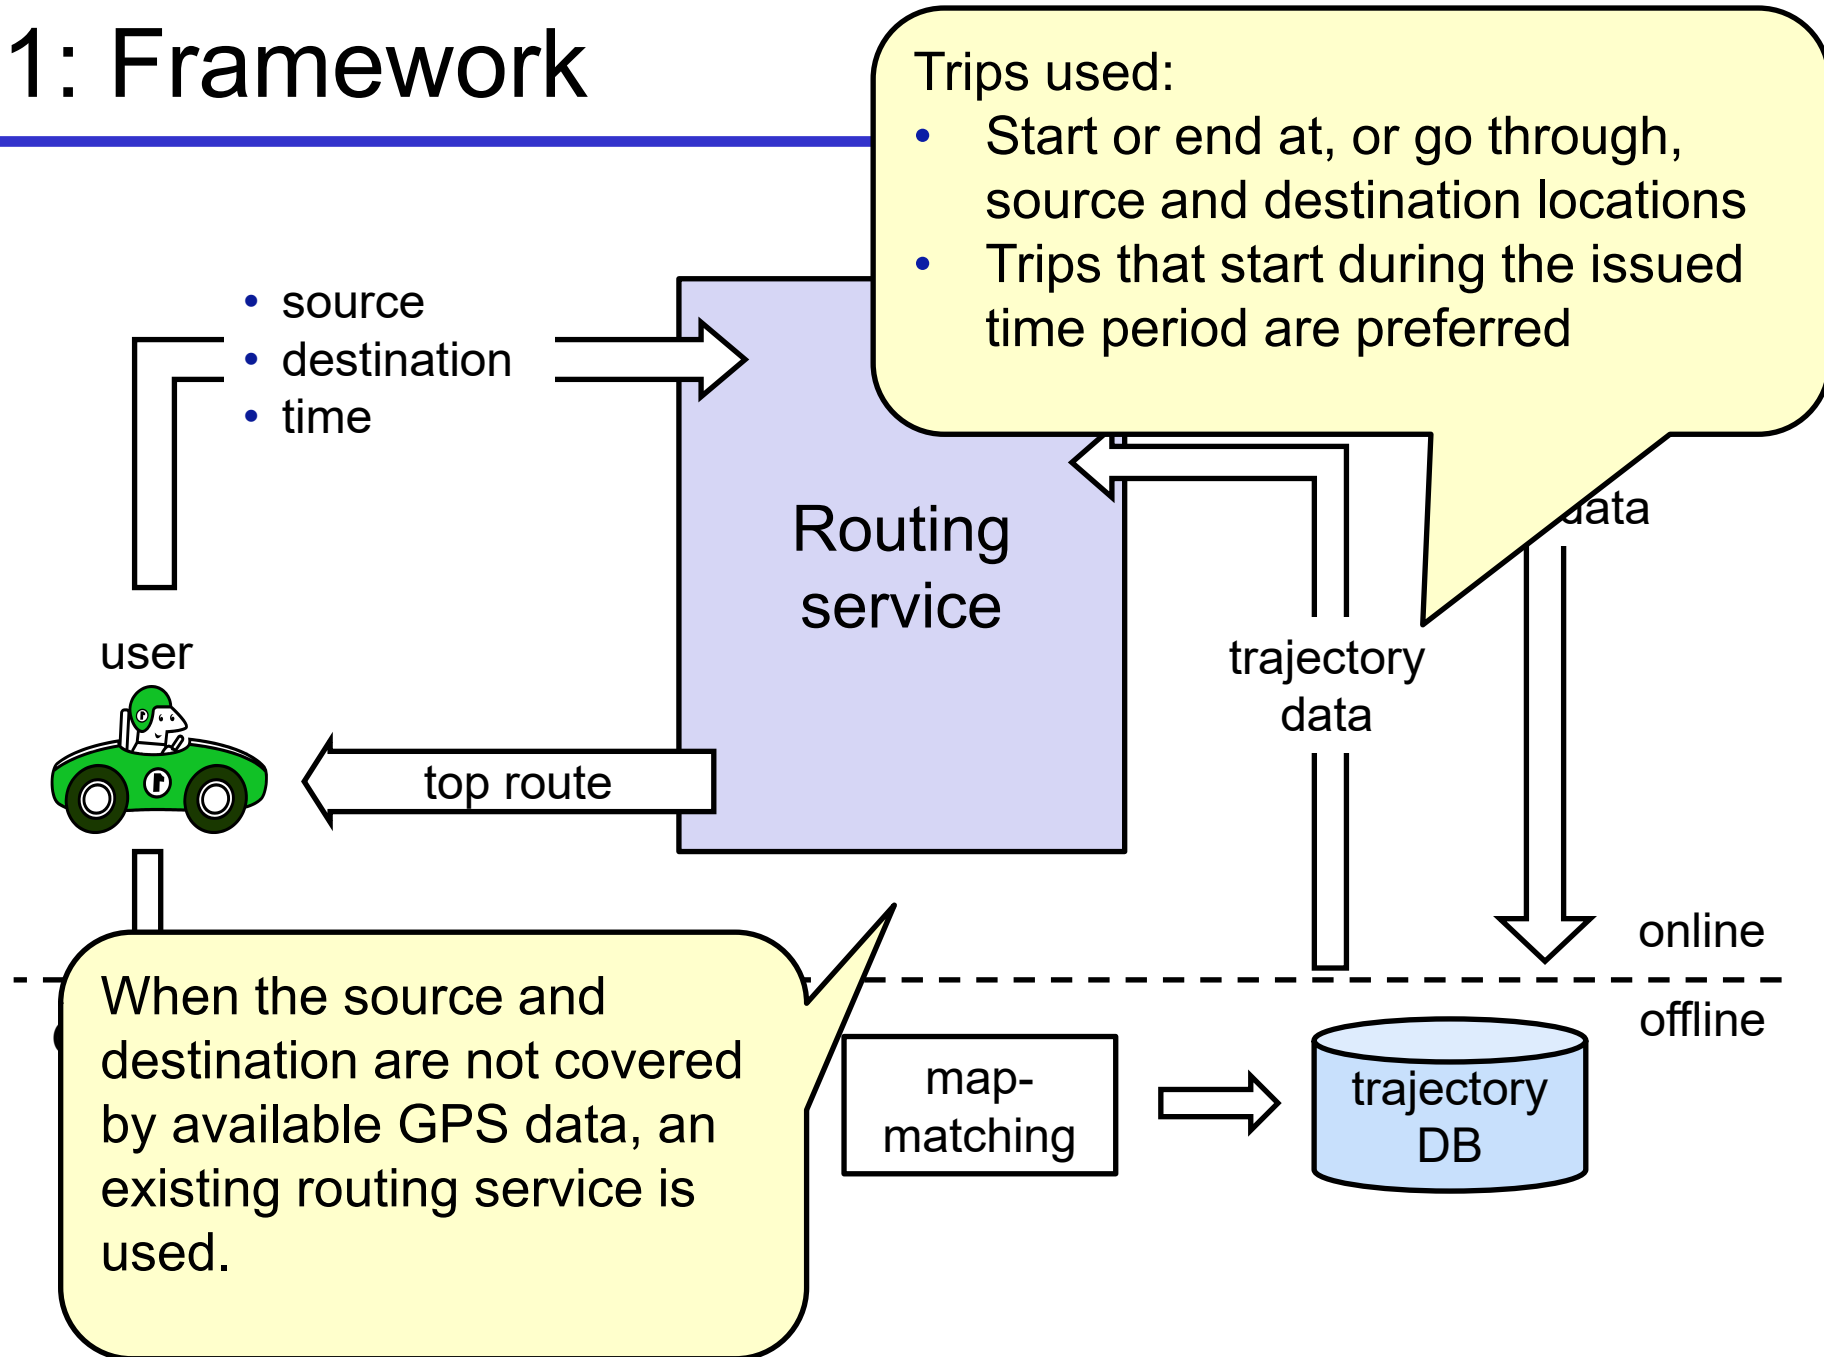 1: Framework
Trips used:
• Start or end at, or go through,
source and destination locations
• Trips that start during the issued
time period are preferred
• source
• destination
• time
Routing
service
data
user
trajectory
data
top route
online
offline
When the source and
destination are not covered
by available GPS data, an
existing routing service is
used.
map-
matching
trajectory
DB